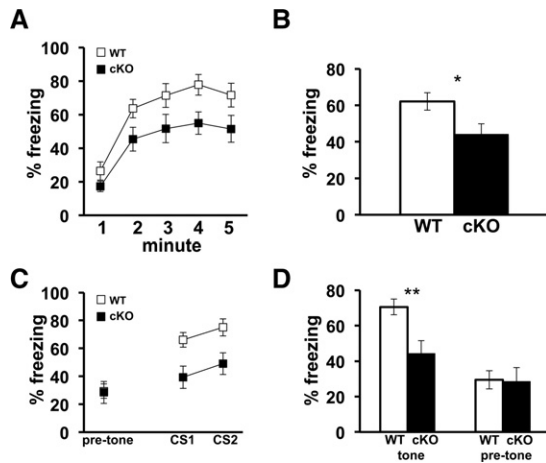 A
WT
cKO
100
80
60
40
20
0
% freezing
1 2 3 4 5
minute
B
*
80
60
40
20
0
% freezing
WT cKO
C
WT
cKO
100
80
60
40
20
0
% freezing
pre-tone CS1 CS2
D
**
80
60
40
20
0
% freezing
WT cKO WT cKO
tone pre-tone